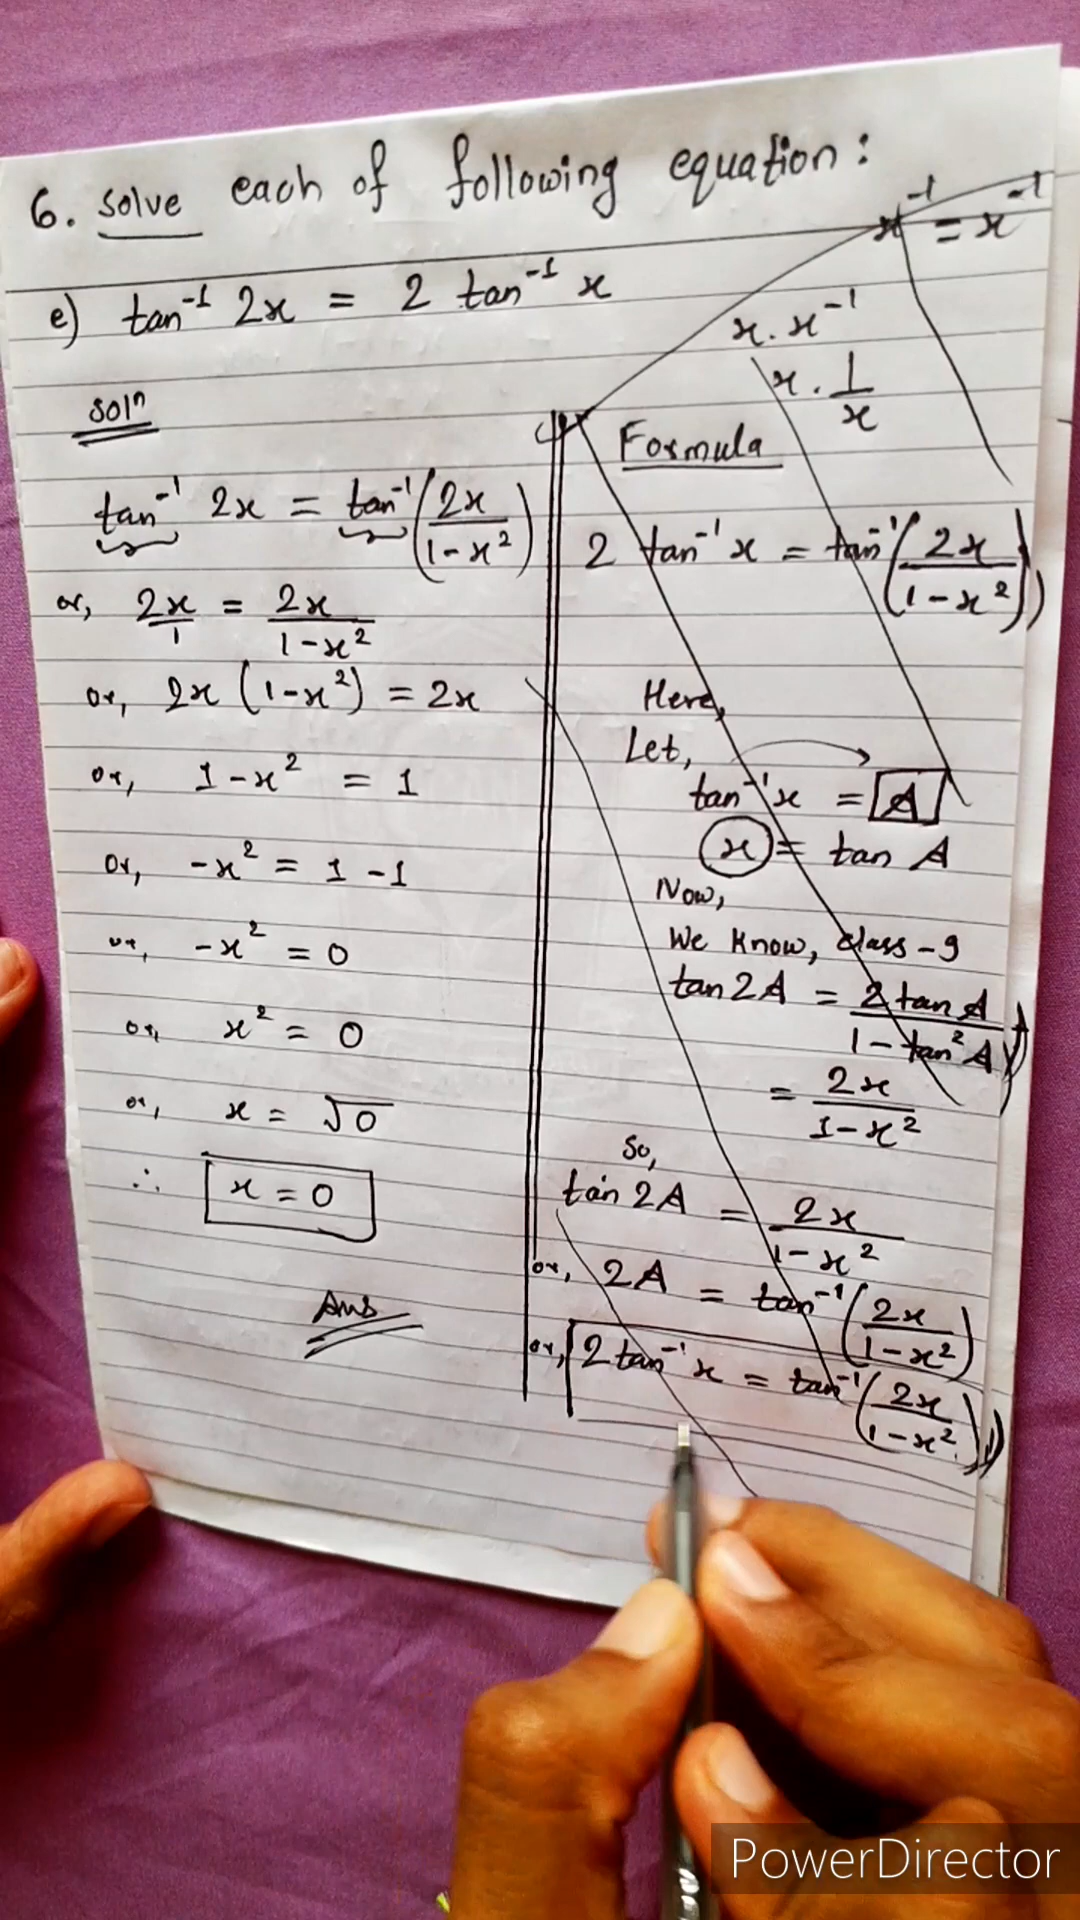 6. solve each of following equation:
x⁻¹ = x⁻¹
e) tan⁻¹ 2x = 2 tan⁻¹ x
x. x⁻¹
x . 1/x
Solⁿ
tan⁻¹ 2x = tan⁻¹(2x/(1-x²))
or, 2x/1 = 2x/(1-x²)
or, 2x (1-x²) = 2x
or, 1-x² = 1
or, -x² = 1 -1
or, -x² = 0
or, x² = 0
or, x = √0
∴ x = 0
Ans
Formula
2 tan⁻¹ x = tan⁻¹(2x/(1-x²))
Here,
Let,
tan⁻¹x = A
x = tan A
Now,
We Know, class-9
tan 2A = 2 tan A/(1 - tan² A)
= 2x/(1-x²)
So,
tan 2A = 2x/(1-x²)
or, 2A = tan⁻¹(2x/(1-x²))
or, 2 tan⁻¹ x = tan⁻¹(2x/(1-x²))
PowerDirector